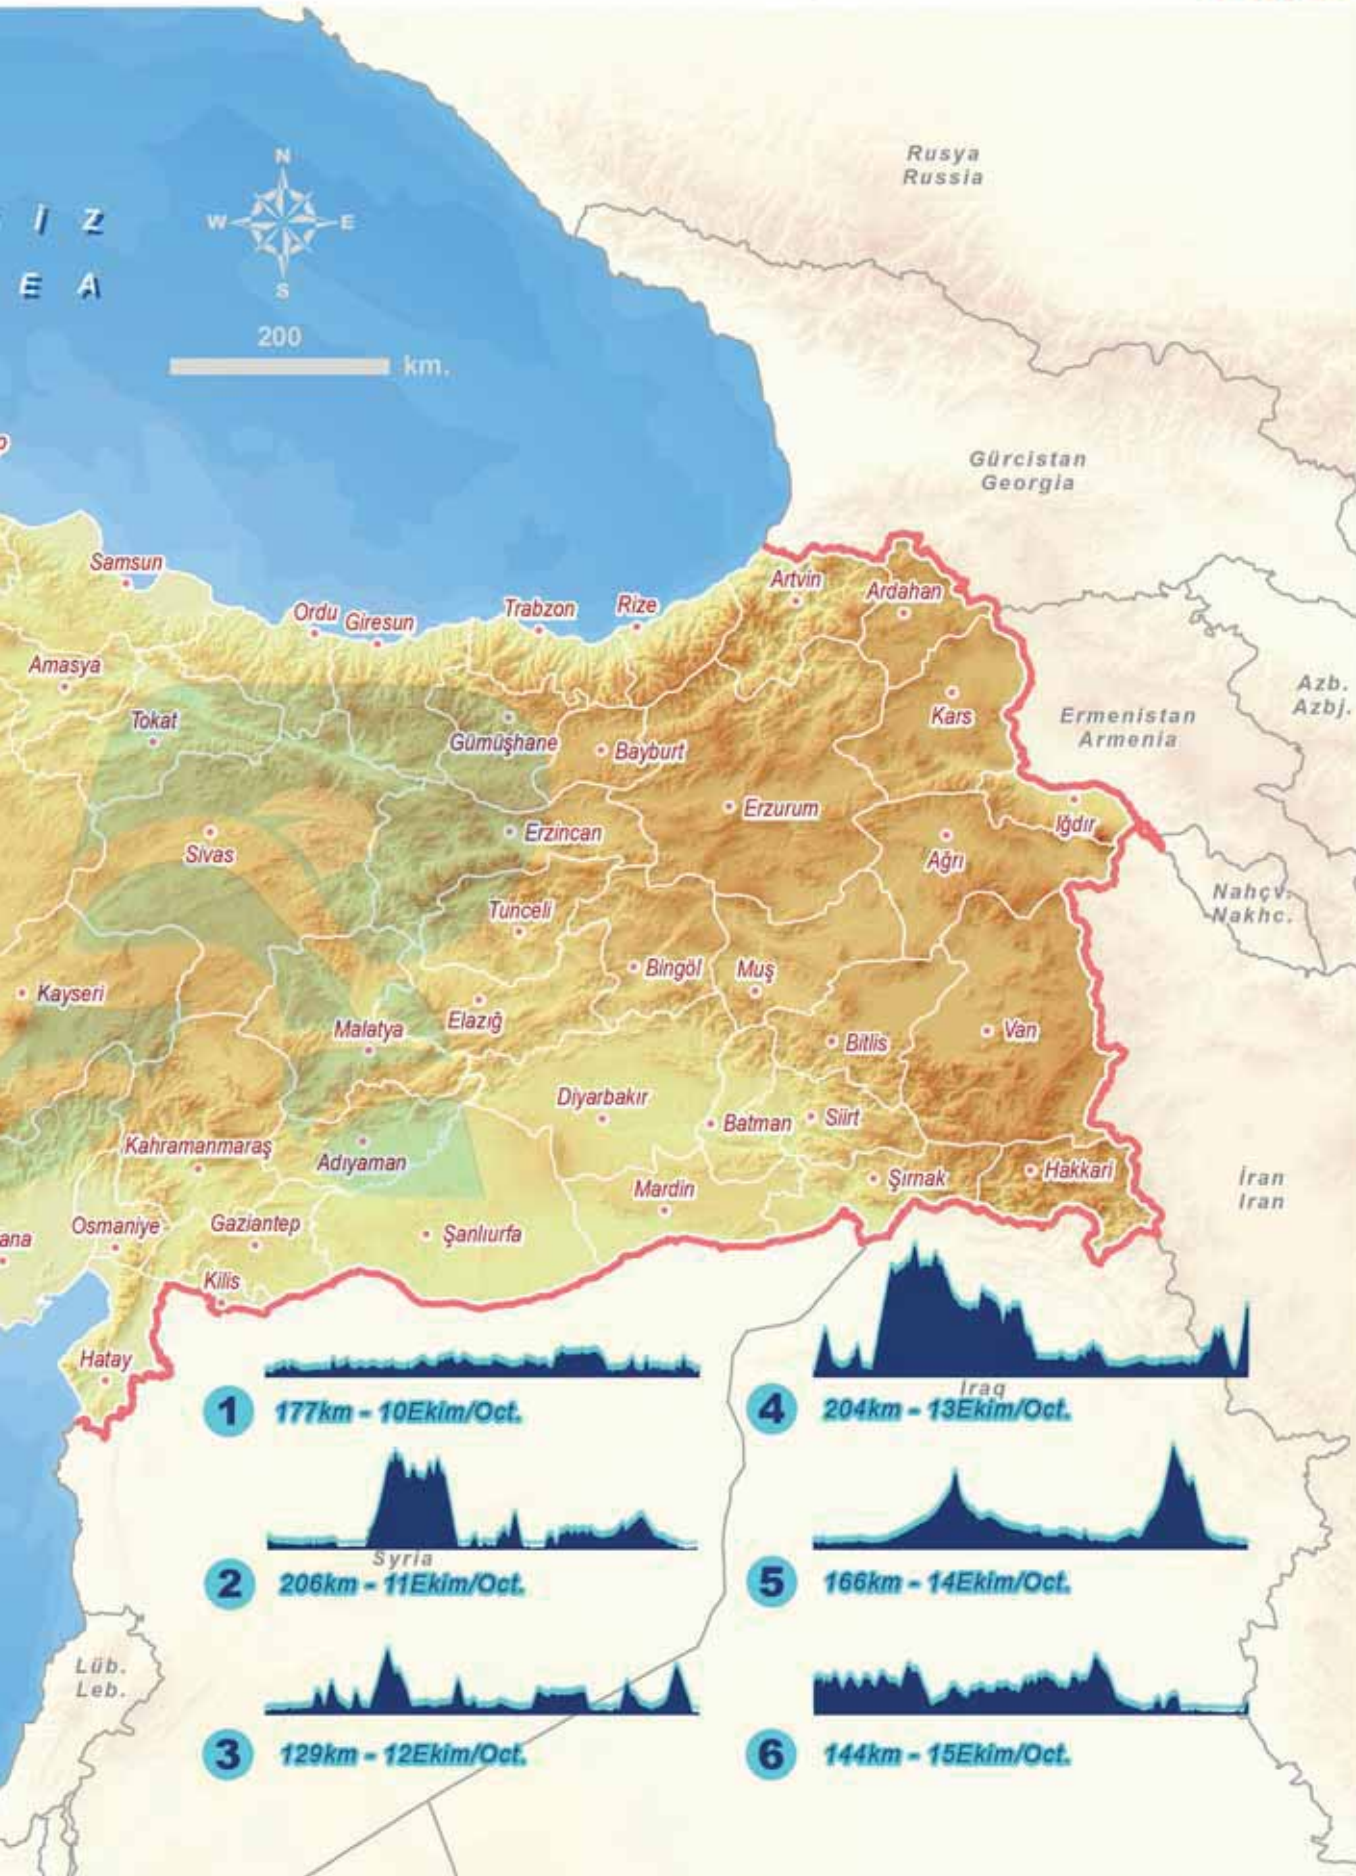 Rusya
Russia
N
W E
S
İ Z
E A
200
km.
Gürcistan
Georgia
Samsun
Ordu Giresun Trabzon Rize
Artvin Ardahan
Amasya
Tokat
Gümüşhane Bayburt
Kars
Ermenistan
Armenia
Azb.
Azbj.
Sivas
Erzincan
Erzurum
Ağrı
Iğdır
Nahçv.
Nakhc.
Tunceli
Kayseri
Malatya Elazığ
Bingöl Muş
Bitlis
Van
Diyarbakır
Batman Siirt
Kahramanmaraş
Adıyaman
Mardin
Şırnak
Hakkari
İran
Iran
ana
Osmaniye
Gaziantep
Şanlıurfa
Kilis
Hatay
1 177km - 10Ekim/Oct.
Iraq
4 204km - 13Ekim/Oct.
Syria
2 206km - 11Ekim/Oct.
5 166km - 14Ekim/Oct.
Lüb.
Leb.
3 129km - 12Ekim/Oct.
6 144km - 15Ekim/Oct.